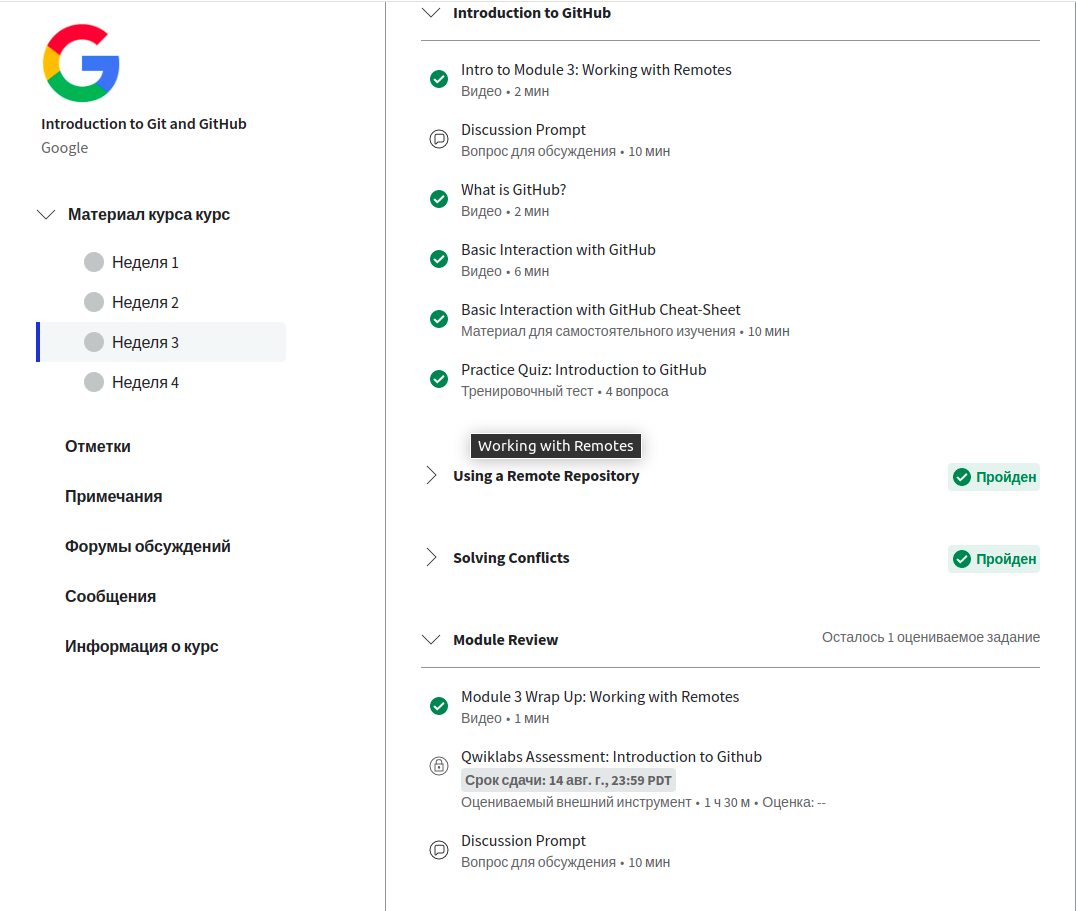 Introduction to Git and GitHub
Google
Материал курса курс
Неделя 1
Неделя 2
Неделя 3
Неделя 4
Отметки
Примечания
Форумы обсуждений
Сообщения
Информация о курс
Introduction to GitHub
Intro to Module 3: Working with Remotes
Видео • 2 мин
Discussion Prompt
Вопрос для обсуждения • 10 мин
What is GitHub?
Видео • 2 мин
Basic Interaction with GitHub
Видео • 6 мин
Basic Interaction with GitHub Cheat-Sheet
Материал для самостоятельного изучения • 10 мин
Practice Quiz: Introduction to GitHub
Тренировочный тест • 4 вопроса
Working with Remotes
Using a Remote Repository
Пройден
Solving Conflicts
Пройден
Module Review
Осталось 1 оцениваемое задание
Module 3 Wrap Up: Working with Remotes
Видео • 1 мин
Qwiklabs Assessment: Introduction to Github
Срок сдачи: 14 авг. г., 23:59 PDT
Оцениваемый внешний инструмент • 1 ч 30 м • Оценка: --
Discussion Prompt
Вопрос для обсуждения • 10 мин